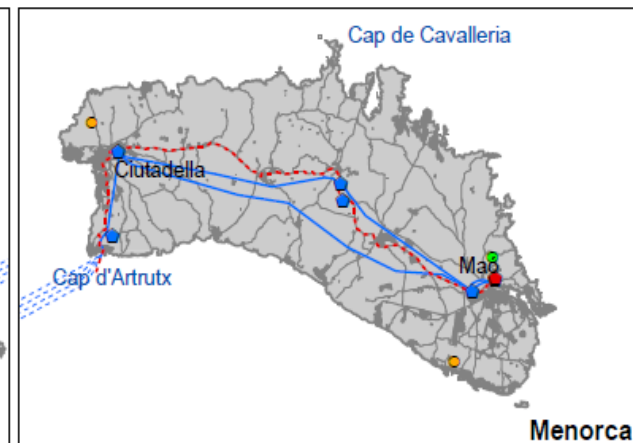 Cap de Cavalleria
Ciutadella
Maó
Cap d'Artrutx
Menorca